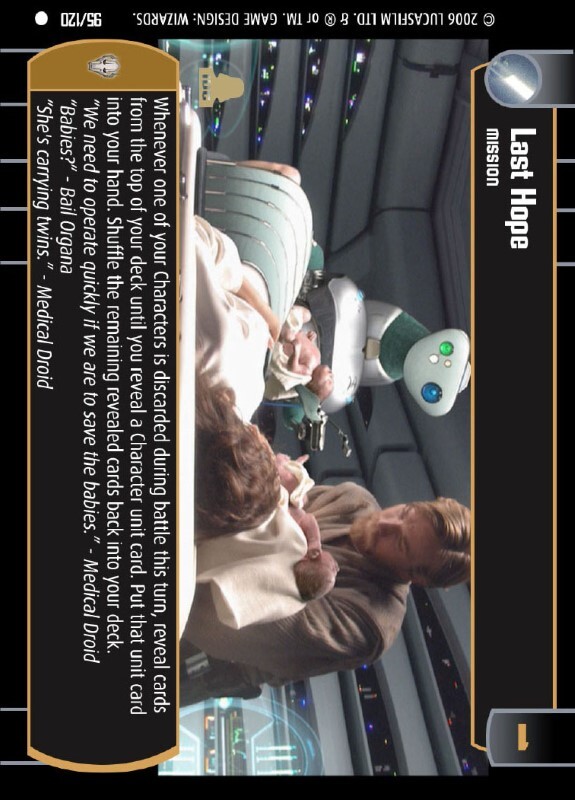 Last Hope
MISSION
1
Whenever one of your Characters is discarded during battle this turn, reveal cards
from the top of your deck until you reveal a Character unit card. Put that unit card
into your hand. Shuffle the remaining revealed cards back into your deck.
"We need to operate quickly if we are to save the babies." - Medical Droid
"Babies?" - Bail Organa
"She's carrying twins." - Medical Droid
© 2006 LUCASFILM LTD. & ® or TM. GAME DESIGN: WIZARDS.
95/120